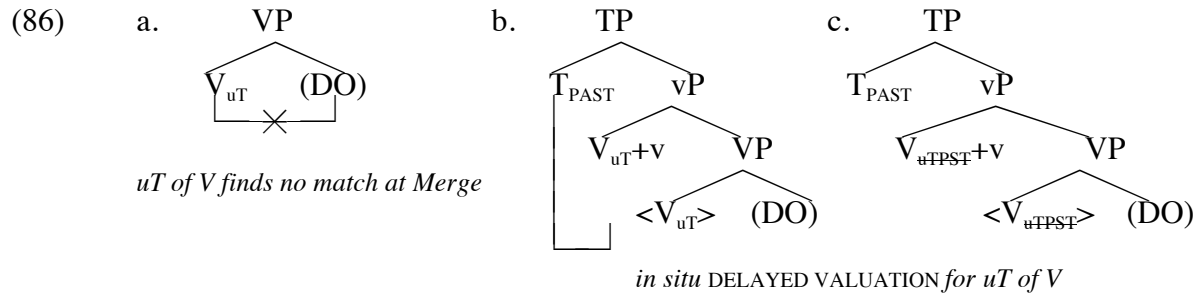 (86) a. VP b. TP c. TP
V uT (DO) T PAST vP T PAST vP
V uT +v VP V uTPST +v VP
uT of V finds no match at Merge
<V uT> (DO) <V uTPST> (DO)
in situ DELAYED VALUATION for uT of V